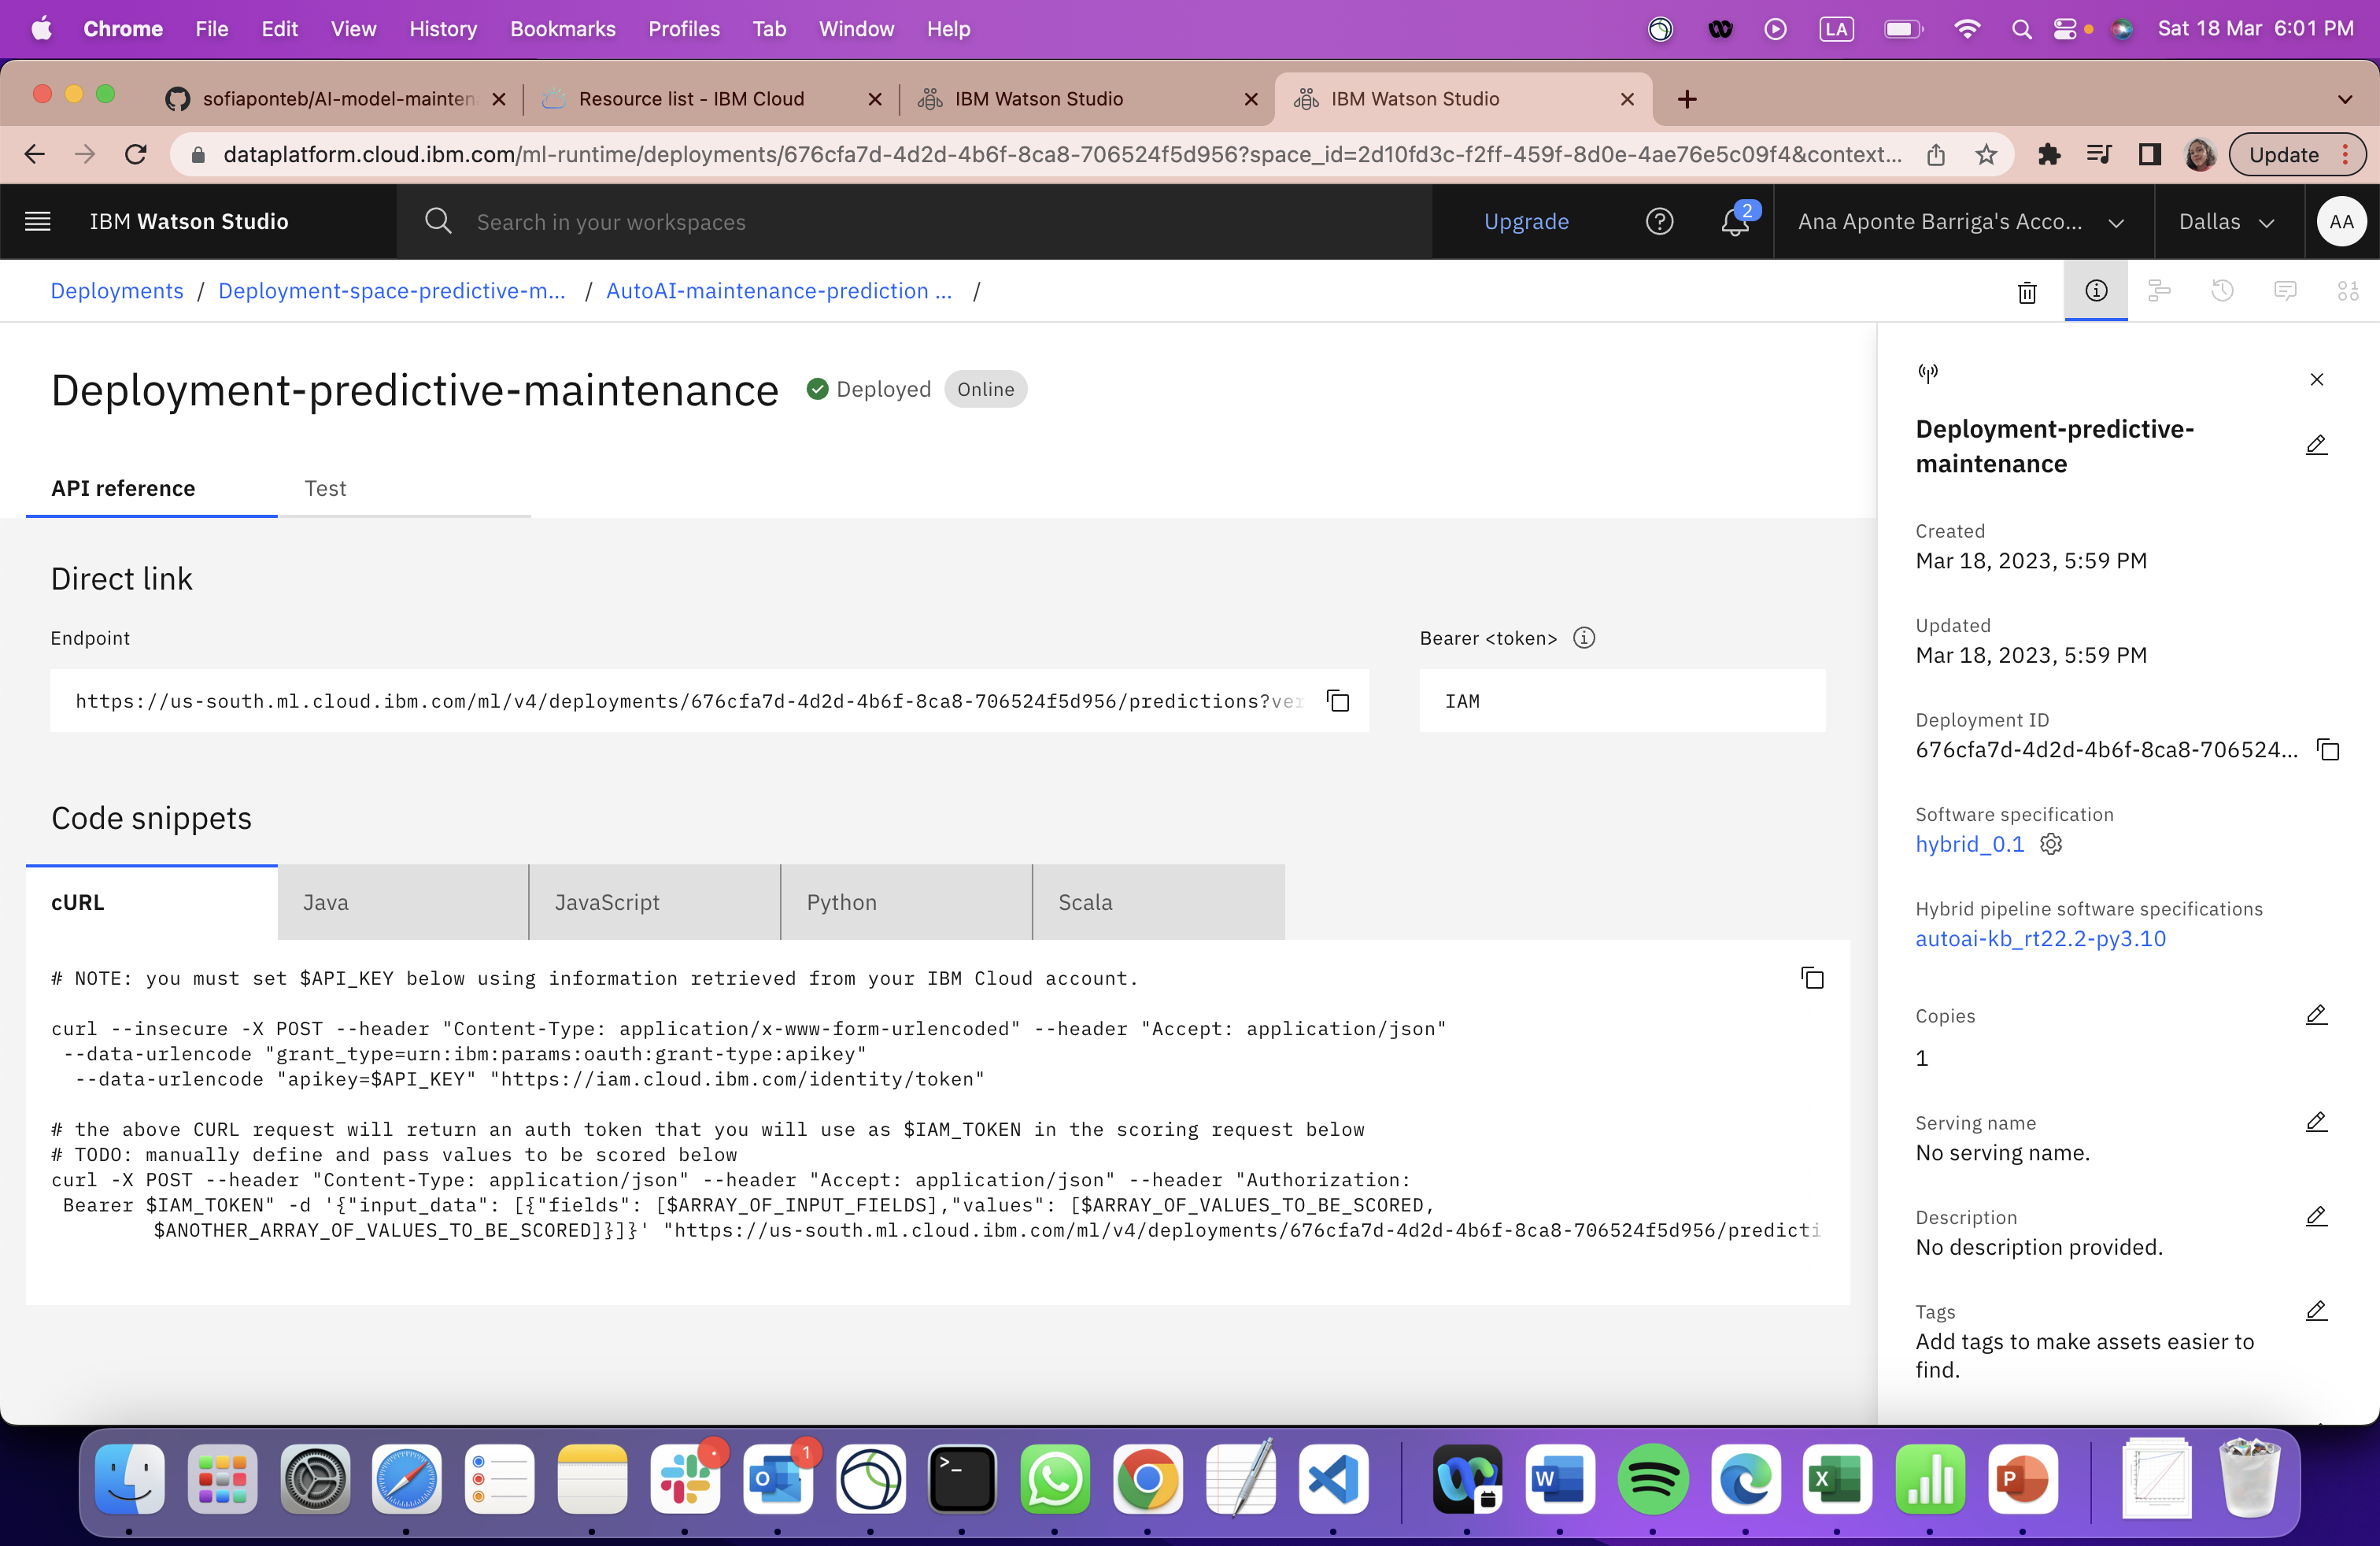 Chrome File Edit View History Bookmarks Profiles Tab Window Help LA Sat 18 Mar 6:01 PM
sofiaponteb/AI-model-mainten Resource list - IBM Cloud IBM Watson Studio IBM Watson Studio
dataplatform.cloud.ibm.com/ml-runtime/deployments/676cfa7d-4d2d-4b6f-8ca8-706524f5d956?space_id=2d10fd3c-f2ff-459f-8d0e-4ae76e5c09f4&context... Update
IBM Watson Studio Search in your workspaces Upgrade 2 Ana Aponte Barriga's Acco... Dallas AA
Deployments / Deployment-space-predictive-m... / AutoAI-maintenance-prediction ... /
Deployment-predictive-maintenance Deployed Online
API reference Test
Direct link
Endpoint Bearer <token>
https://us-south.ml.cloud.ibm.com/ml/v4/deployments/676cfa7d-4d2d-4b6f-8ca8-706524f5d956/predictions?ver IAM
Code snippets
cURL Java JavaScript Python Scala
# NOTE: you must set $API_KEY below using information retrieved from your IBM Cloud account.
curl --insecure -X POST --header "Content-Type: application/x-www-form-urlencoded" --header "Accept: application/json"
--data-urlencode "grant_type=urn:ibm:params:oauth:grant-type:apikey"
--data-urlencode "apikey=$API_KEY" "https://iam.cloud.ibm.com/identity/token"
# the above CURL request will return an auth token that you will use as $IAM_TOKEN in the scoring request below
# TODO: manually define and pass values to be scored below
curl -X POST --header "Content-Type: application/json" --header "Accept: application/json" --header "Authorization:
Bearer $IAM_TOKEN" -d '{"input_data": [{"fields": [$ARRAY_OF_INPUT_FIELDS],"values": [$ARRAY_OF_VALUES_TO_BE_SCORED,
$ANOTHER_ARRAY_OF_VALUES_TO_BE_SCORED]}]}' "https://us-south.ml.cloud.ibm.com/ml/v4/deployments/676cfa7d-4d2d-4b6f-8ca8-706524f5d956/predicti
Deployment-predictive-
maintenance
Created
Mar 18, 2023, 5:59 PM
Updated
Mar 18, 2023, 5:59 PM
Deployment ID
676cfa7d-4d2d-4b6f-8ca8-706524...
Software specification
hybrid_0.1
Hybrid pipeline software specifications
autoai-kb_rt22.2-py3.10
Copies
1
Serving name
No serving name.
Description
No description provided.
Tags
Add tags to make assets easier to
find.
1